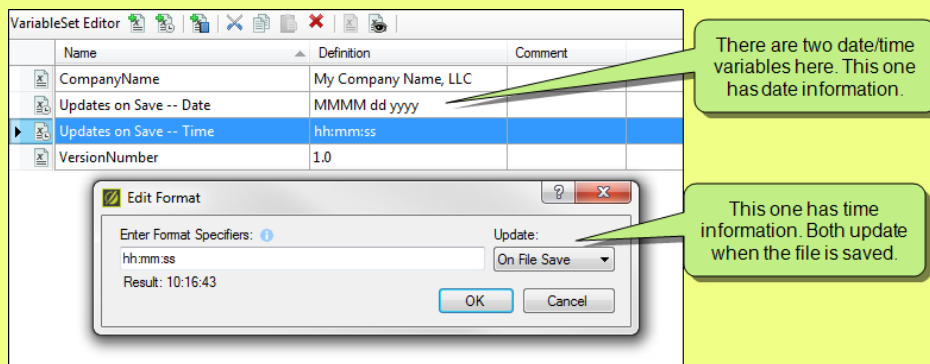 VariableSet Editor
Name Definition Comment
CompanyName My Company Name, LLC
Updates on Save -- Date MMMM dd yyyy
Updates on Save -- Time hh:mm:ss
VersionNumber 1.0
There are two date/time
variables here. This one
has date information.
Edit Format
Enter Format Specifiers: Update:
hh:mm:ss On File Save
Result: 10:16:43
OK Cancel
This one has time
information. Both update
when the file is saved.